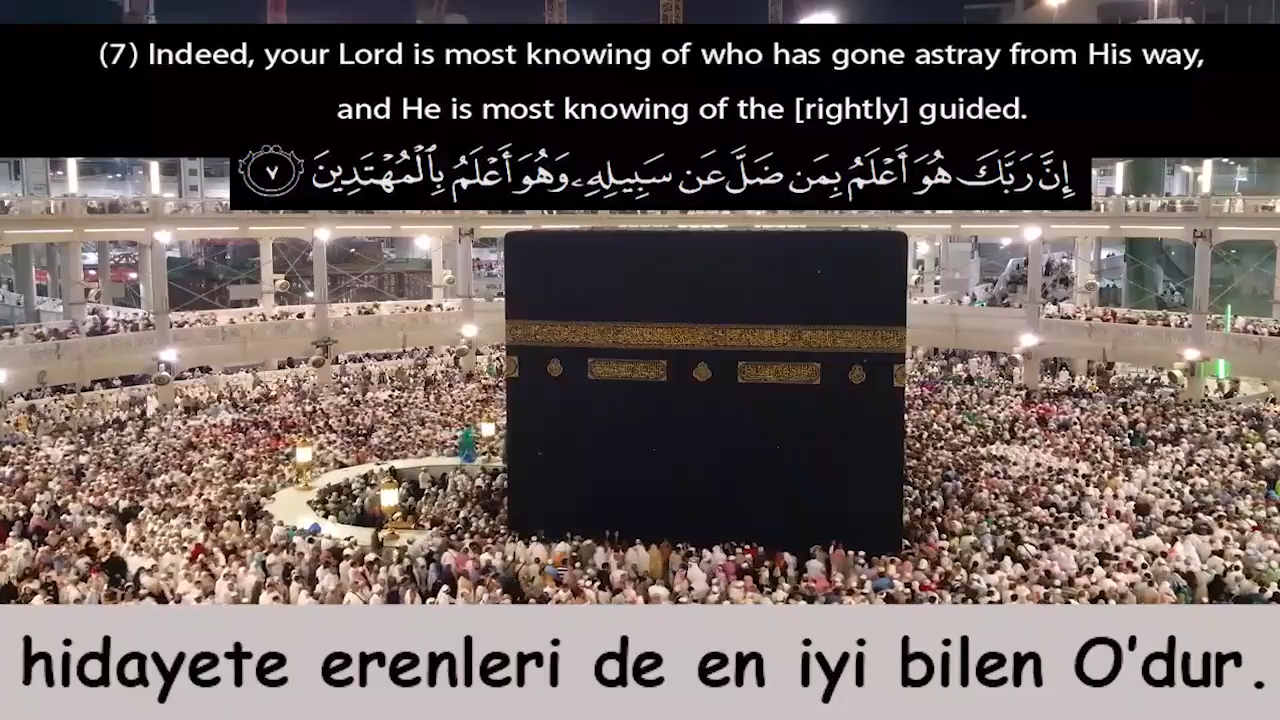 (7) Indeed, your Lord is most knowing of who has gone astray from His way,
and He is most knowing of the [rightly] guided.
إِنَّ رَبَّكَ هُوَ أَعْلَمُ بِمَن ضَلَّ عَن سَبِيلِهِۦ وَهُوَ أَعْلَمُ بِٱلْمُهْتَدِينَ ٧
hidayete erenleri de en iyi bilen O'dur.